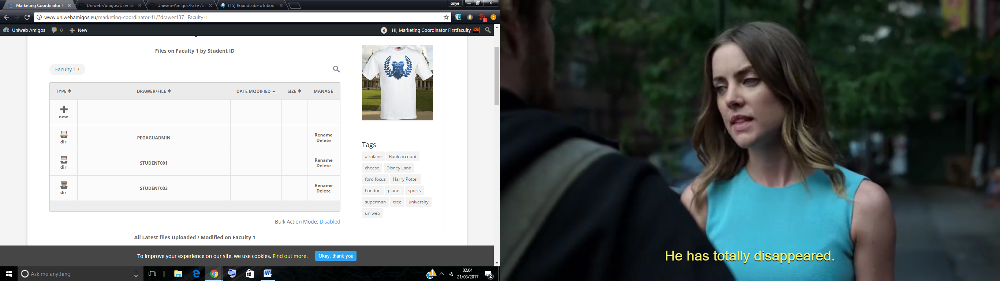 Marketing Coordinator F
Uniweb-Amigos/User St
Uniweb-Amigos/Fake Ac
(15) Roundcube :: Inbox
onye
www.uniwebamigos.eu/marketing-coordinator-f1/?drawer137=Faculty-1
1
Uniweb Amigos
0
New
0
Hi, Marketing Coordinator Firstfaculty
Files on Faculty 1 by Student ID
Faculty 1 /
TYPE DRAWER/FILE DATE MODIFIED SIZE MANAGE
new
dir PEGAGUADMIN Rename
Delete
dir STUDENT001 Rename
Delete
dir STUDENT003 Rename
Delete
Bulk Action Mode: Disabled
All Latest files Uploaded / Modified on Faculty 1
UNIWEB
Tags
airplane Bank account
cheese Disney Land
ford focus Harry Potter
London planet sports
superman tree university
uniweb
To improve your experience on our site, we use cookies. Find out more. Okay, thank you
Ask me anything
02:04
21/03/2017
2
He has totally disappeared.